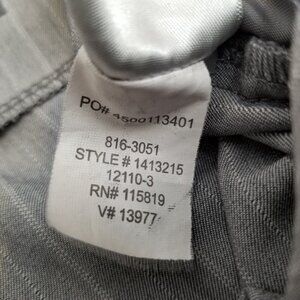 PO# 4500113401
816-3051
STYLE # 1413215
12110-3
RN# 115819
V# 13977